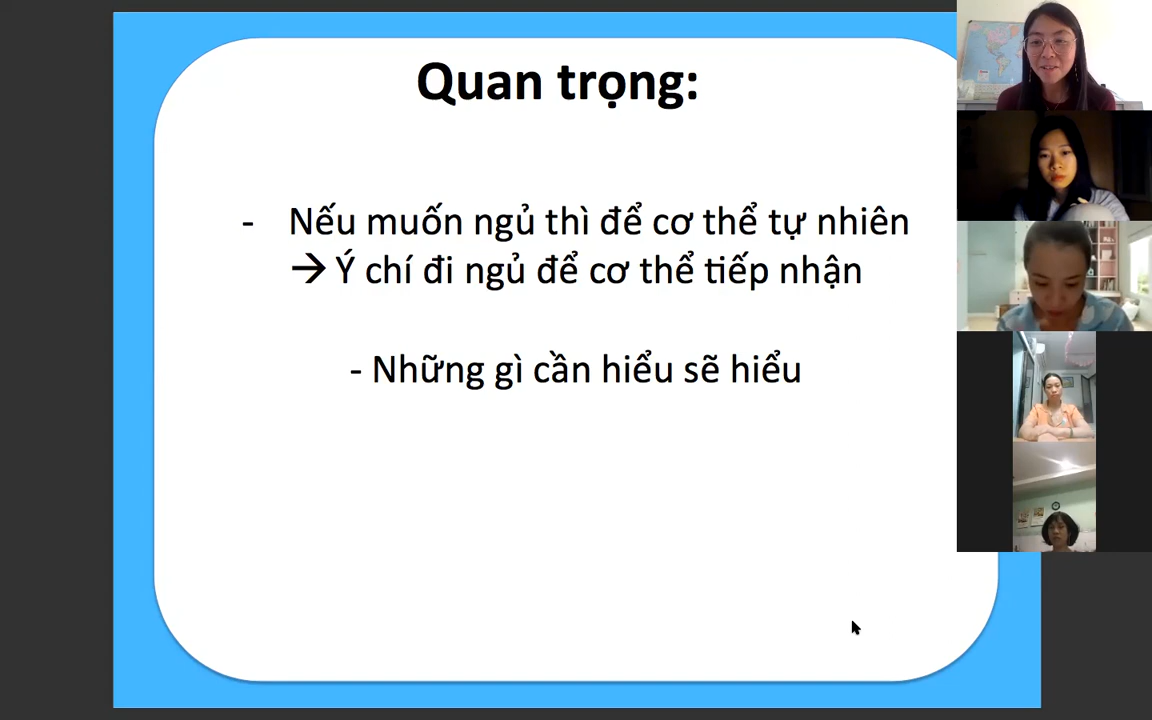 Quan trọng:
- Nếu muốn ngủ thì để cơ thể tự nhiên
→ Ý chí đi ngủ để cơ thể tiếp nhận
- Những gì cần hiểu sẽ hiểu